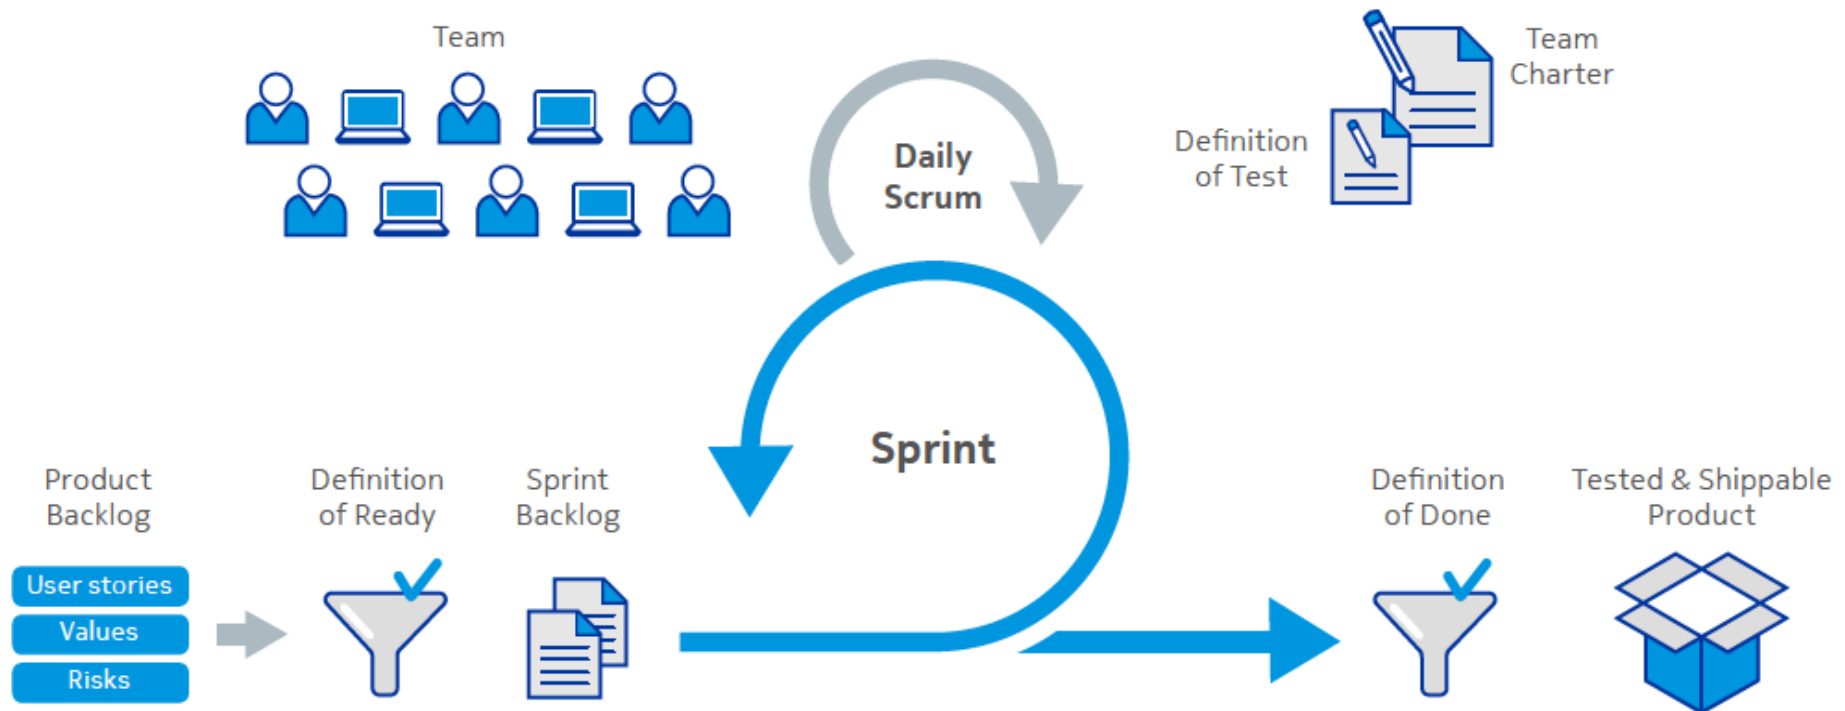 Team
Team
Charter
Definition
of Test
Daily
Scrum
Sprint
Product
Backlog
User stories
Values
Risks
Definition
of Ready
Sprint
Backlog
Definition
of Done
Tested & Shippable
Product